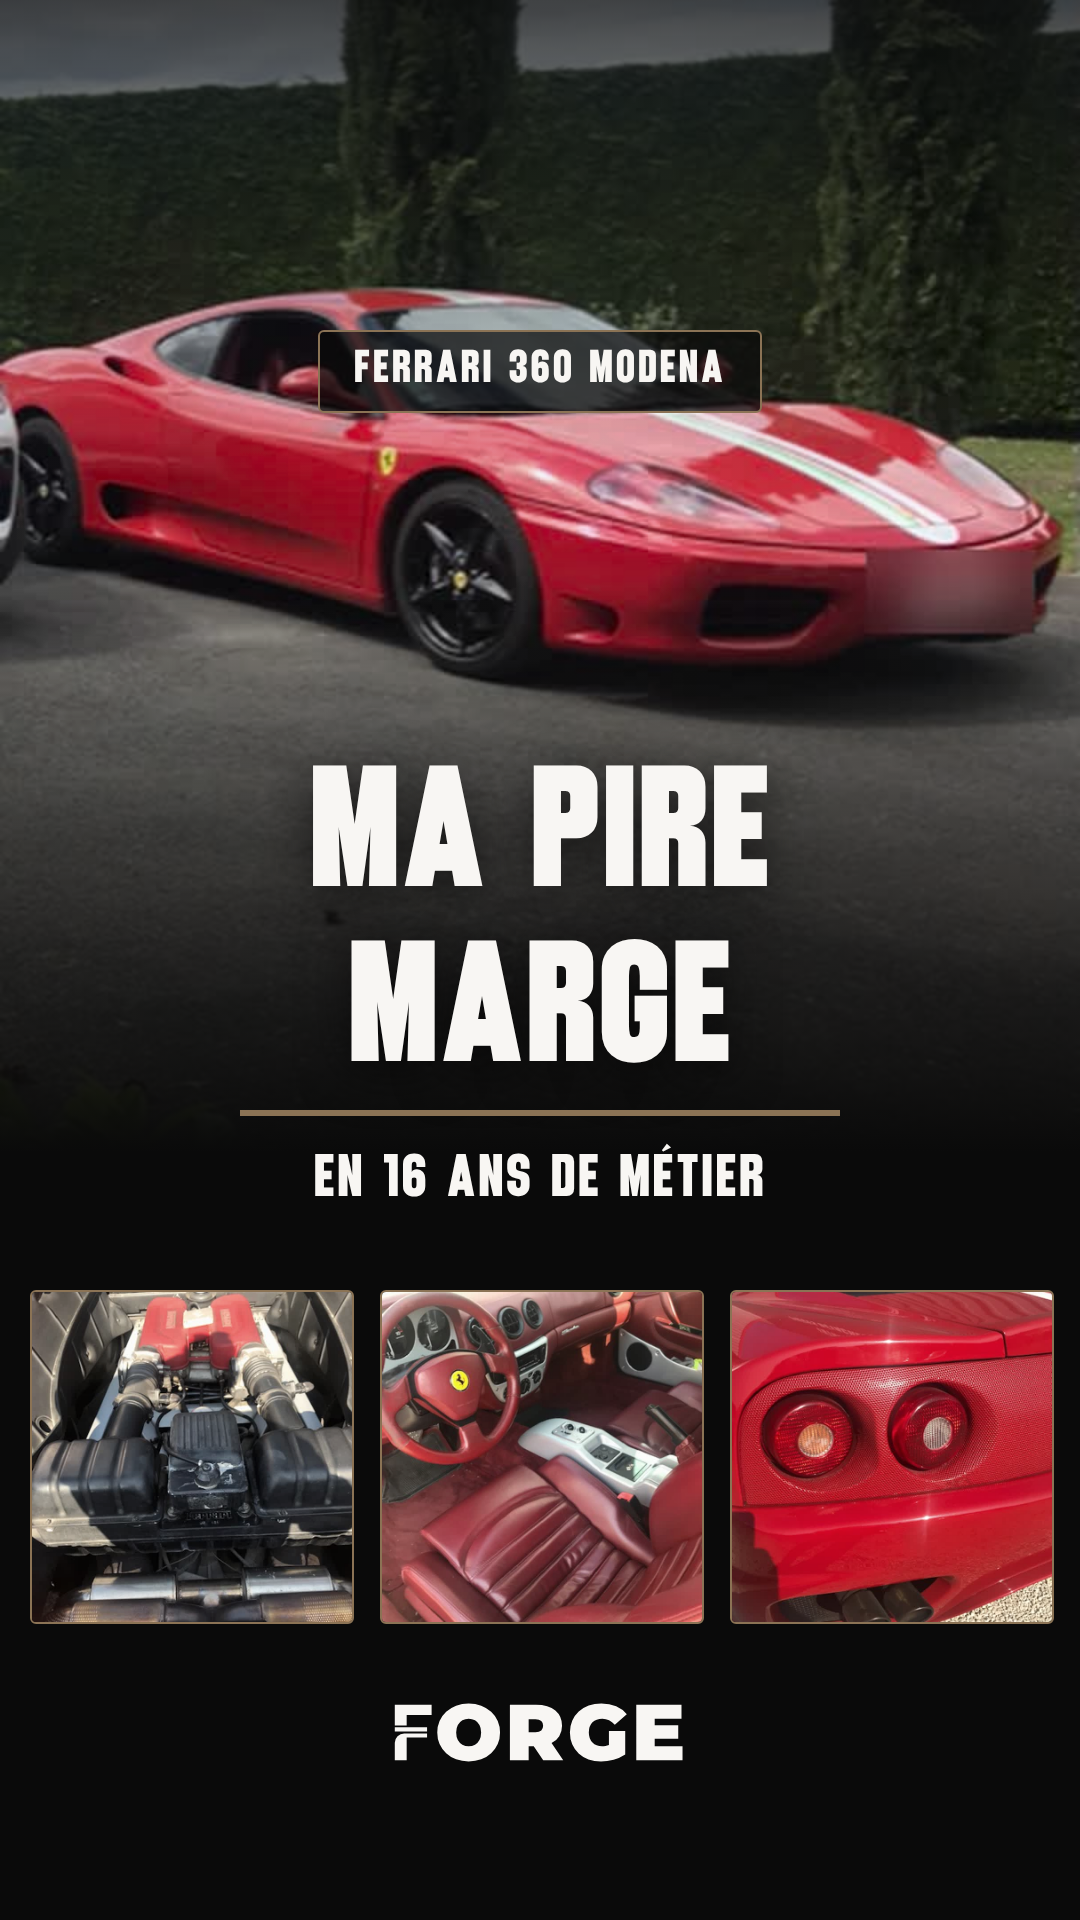 FERRARI 360 MODENA
MA PIRE
MARGE
EN 16 ANS DE MÉTIER
FORGE